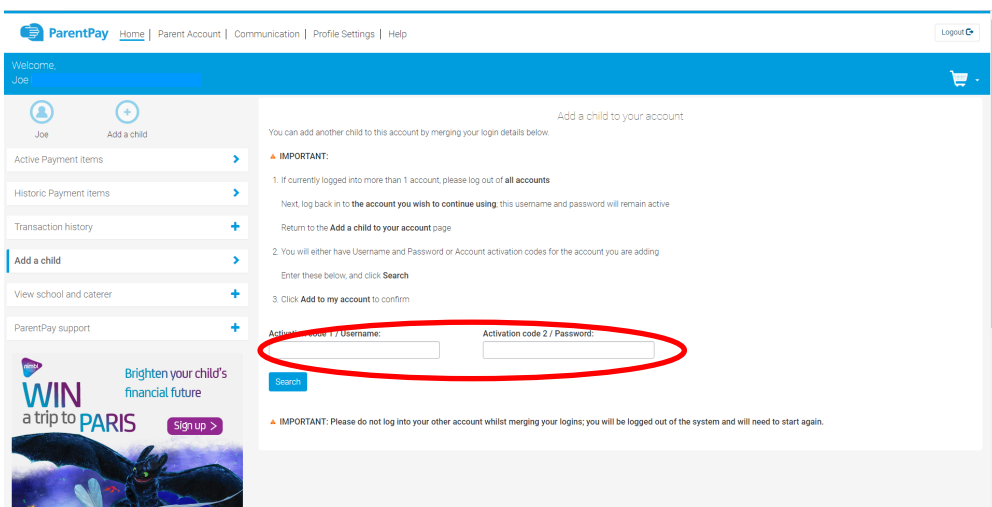 ParentPay Home | Parent Account | Communication | Profile Settings | Help Logout
Welcome,
Joe
Joe Add a child
Active Payment items
Historic Payment items
Transaction history
Add a child
View school and caterer
ParentPay support
nimbl
WIN
a trip to PARIS
Brighten your child's
financial future
Sign up >
Add a child to your account
You can add another child to this account by merging your login details below.
IMPORTANT:
1. If currently logged into more than 1 account, please log out of all accounts
Next, log back in to the account you wish to continue using; this username and password will remain active
Return to the Add a child to your account page
2. You will either have Username and Password or Account activation codes for the account you are adding
Enter these below, and click Search
3. Click Add to my account to confirm
Activation code 1 / Username: Activation code 2 / Password:
Search
IMPORTANT: Please do not log into your other account whilst merging your logins; you will be logged out of the system and will need to start again.